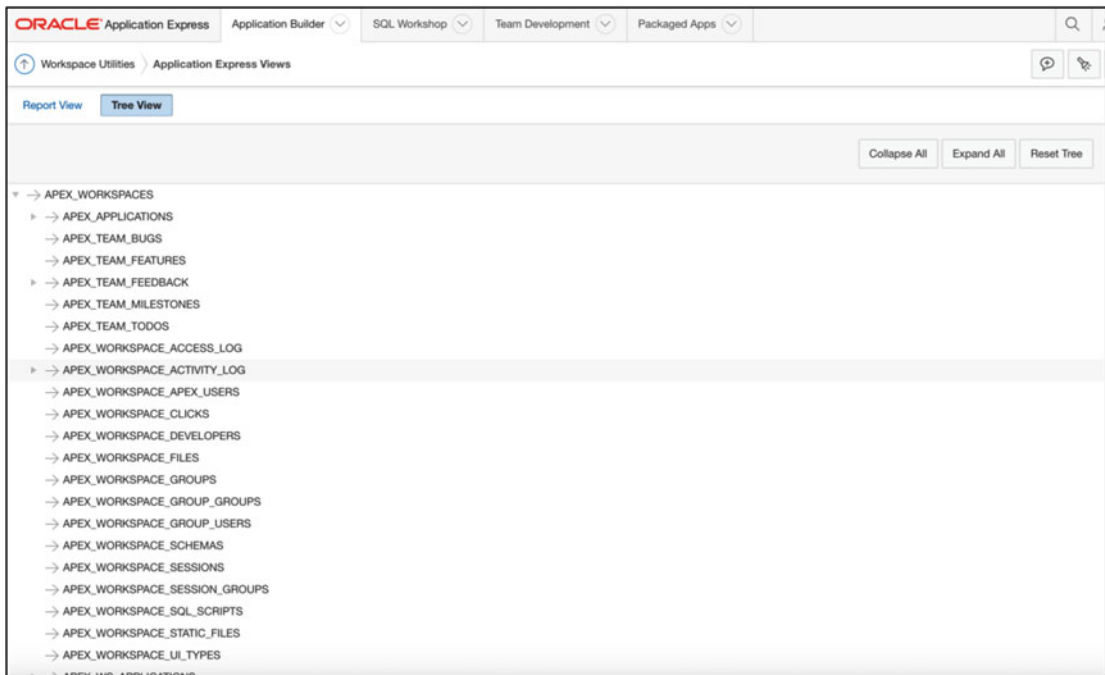 ORACLE Application Express Application Builder SQL Workshop Team Development Packaged Apps
Workspace Utilities Application Express Views
Report View Tree View
Collapse All Expand All Reset Tree
APEX_WORKSPACES
APEX_APPLICATIONS
APEX_TEAM_BUGS
APEX_TEAM_FEATURES
APEX_TEAM_FEEDBACK
APEX_TEAM_MILESTONES
APEX_TEAM_TODOS
APEX_WORKSPACE_ACCESS_LOG
APEX_WORKSPACE_ACTIVITY_LOG
APEX_WORKSPACE_APEX_USERS
APEX_WORKSPACE_CLICKS
APEX_WORKSPACE_DEVELOPERS
APEX_WORKSPACE_FILES
APEX_WORKSPACE_GROUPS
APEX_WORKSPACE_GROUP_GROUPS
APEX_WORKSPACE_GROUP_USERS
APEX_WORKSPACE_SCHEMAS
APEX_WORKSPACE_SESSIONS
APEX_WORKSPACE_SESSION_GROUPS
APEX_WORKSPACE_SQL_SCRIPTS
APEX_WORKSPACE_STATIC_FILES
APEX_WORKSPACE_UI_TYPES